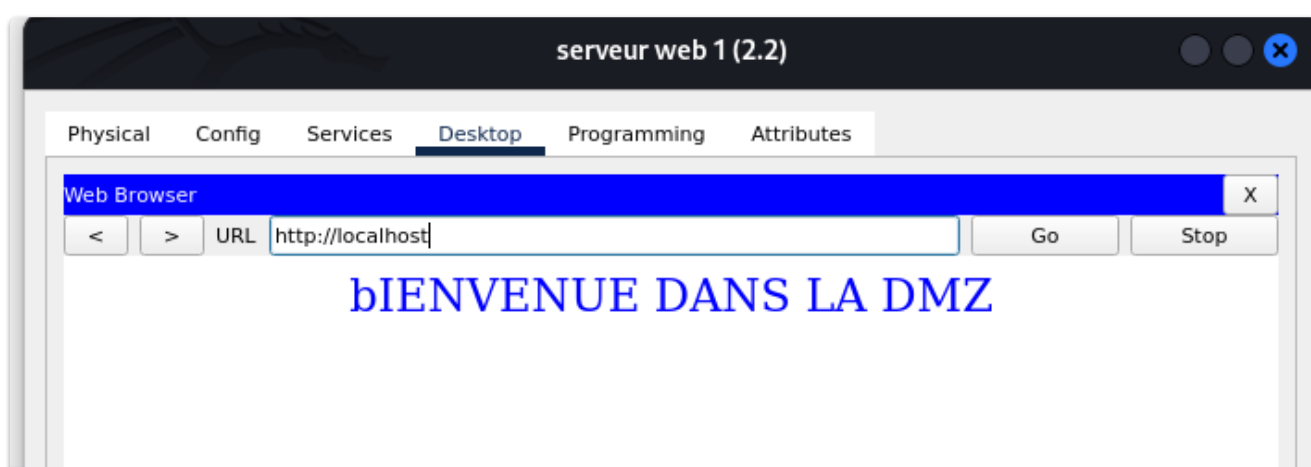 serveur web 1 (2.2)
Physical Config Services Desktop Programming Attributes
Web Browser X
< > URL http://localhost Go Stop
bIENVENUE DANS LA DMZ